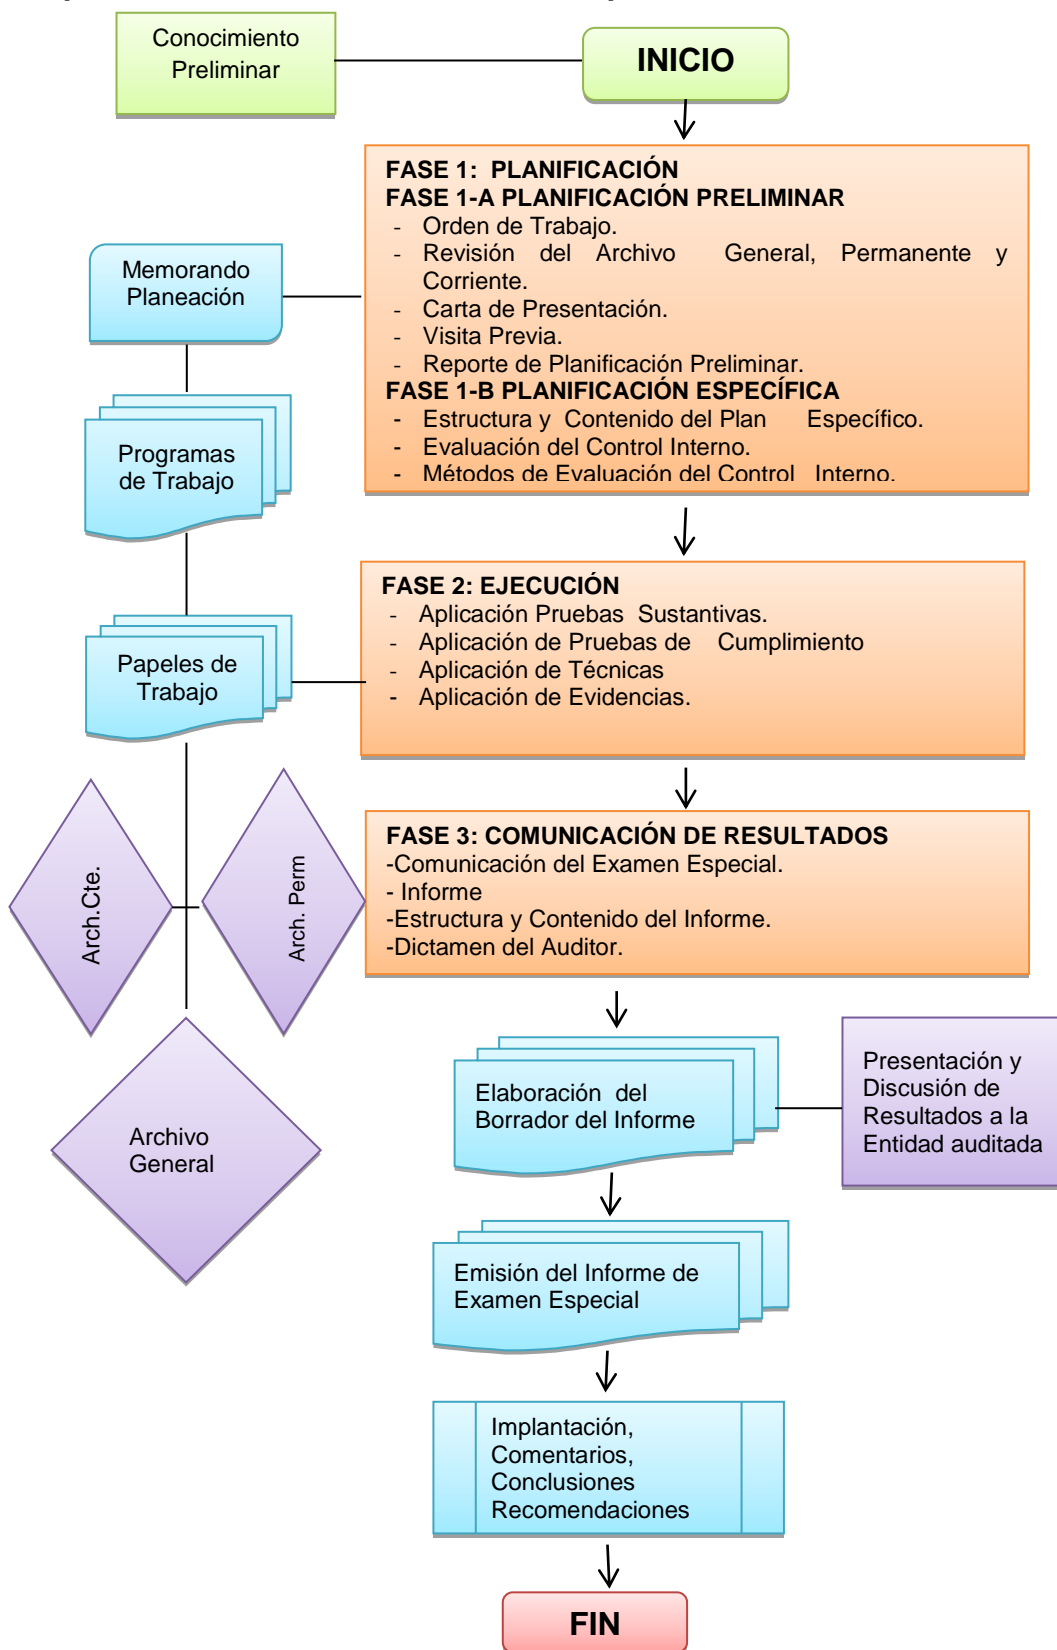 Conocimiento
Preliminar
INICIO
FASE 1: PLANIFICACIÓN
FASE 1-A PLANIFICACIÓN PRELIMINAR
- Orden de Trabajo.
- Revisión del Archivo General, Permanente y
Corriente.
- Carta de Presentación.
- Visita Previa.
- Reporte de Planificación Preliminar.
FASE 1-B PLANIFICACIÓN ESPECÍFICA
- Estructura y Contenido del Plan Específico.
- Evaluación del Control Interno.
- Métodos de Evaluación del Control Interno.
Memorando
Planeación
Programas
de Trabajo
FASE 2: EJECUCIÓN
- Aplicación Pruebas Sustantivas.
- Aplicación de Pruebas de Cumplimiento
- Aplicación de Técnicas
- Aplicación de Evidencias.
Papeles de
Trabajo
FASE 3: COMUNICACIÓN DE RESULTADOS
-Comunicación del Examen Especial.
- Informe
-Estructura y Contenido del Informe.
-Dictamen del Auditor.
Arch.Cte.
Arch. Perm
Archivo
General
Elaboración del
Borrador del Informe
Presentación y
Discusión de
Resultados a la
Entidad auditada
Emisión del Informe de
Examen Especial
Implantación,
Comentarios,
Conclusiones
Recomendaciones
FIN